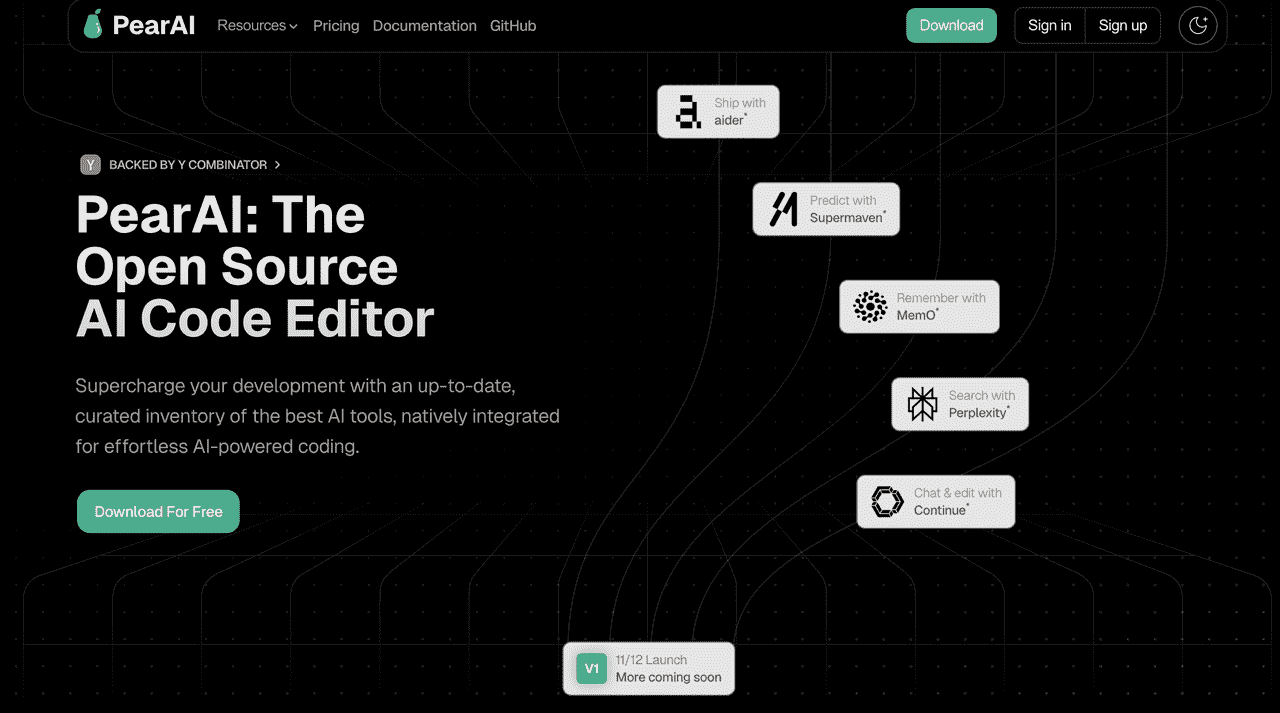 PearAI Resources Pricing Documentation GitHub Download Sign in Sign up
Ship with
aider*
Y BACKED BY Y COMBINATOR
PearAI: The
Open Source
AI Code Editor
Predict with
Supermaven*
Remember with
MemO*
Supercharge your development with an up-to-date,
curated inventory of the best AI tools, natively integrated
for effortless AI-powered coding.
Search with
Perplexity*
Download For Free
Chat & edit with
Continue*
V1
11/12 Launch
More coming soon